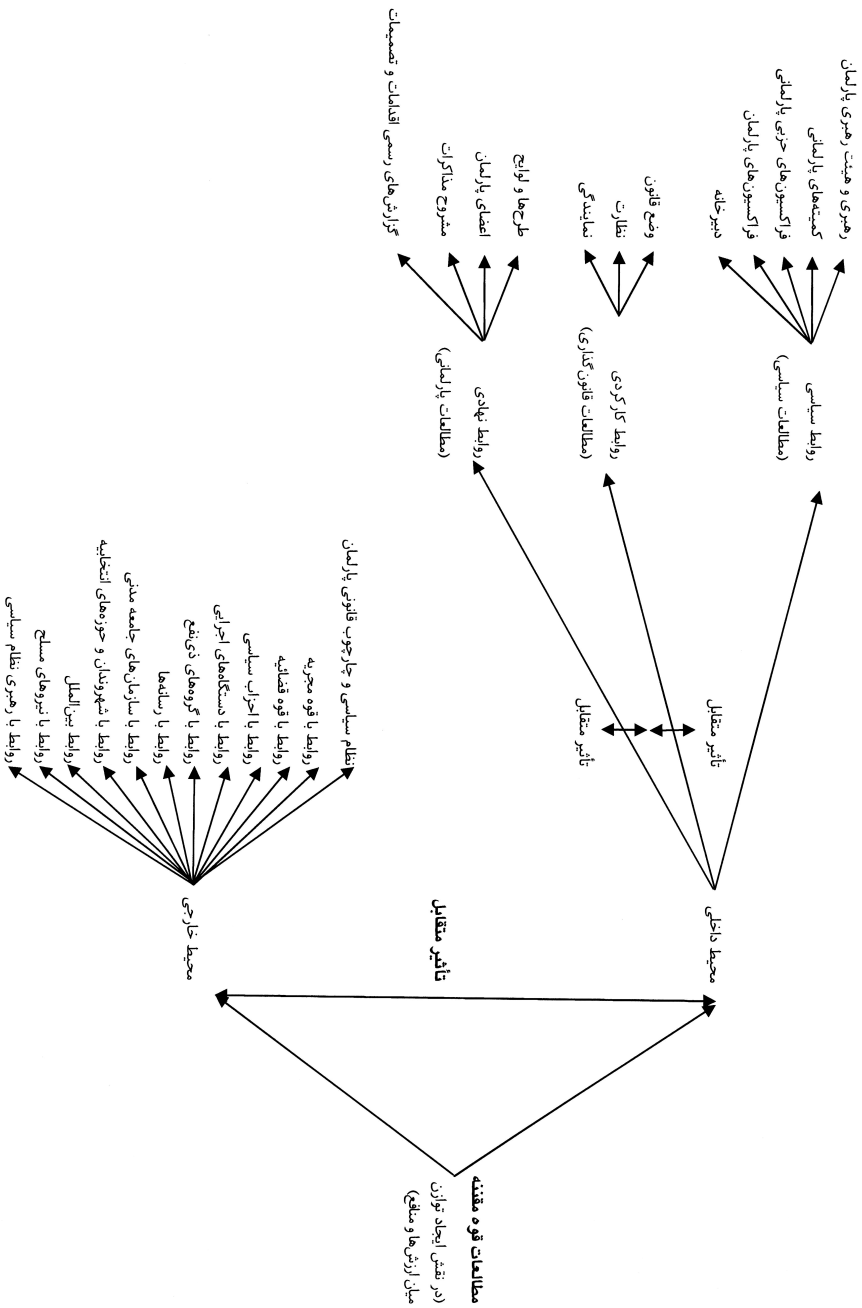 مطالعات قوه مقننه
(در نقش ایجاد توازن
میان ارزش‌ها و منافع)
محیط داخلی
تأثیر متقابل
محیط خارجی
تأثیر متقابل
تأثیر متقابل
روابط سیاسی
(مطالعات سیاسی)
روابط کارکردی
(مطالعات قانون‌گذاری)
روابط نهادی
(مطالعات پارلمانی)
رهبری و هیئت رهبری پارلمان
کمیته‌های پارلمانی
فراکسیون‌های حزبی پارلمانی
فراکسیون‌های پارلمان
دبیرخانه
وضع قانون
نظارت
نمایندگی
طرح‌ها و لوایح
اعضای پارلمان
مشروح مذاکرات
گزارش‌های رسمی اقدامات و تصمیمات
نظام سیاسی و چارچوب قانونی پارلمان
روابط با قوه مجریه
روابط با قوه قضائیه
روابط با احزاب سیاسی
روابط با دستگاه‌های اجرایی
روابط با گروه‌های ذی‌نفع
روابط با رسانه‌ها
روابط با سازمان‌های جامعه مدنی
روابط با شهروندان و حوزه‌های انتخابیه
روابط بین‌الملل
روابط با نیروهای مسلح
روابط با رهبری نظام سیاسی